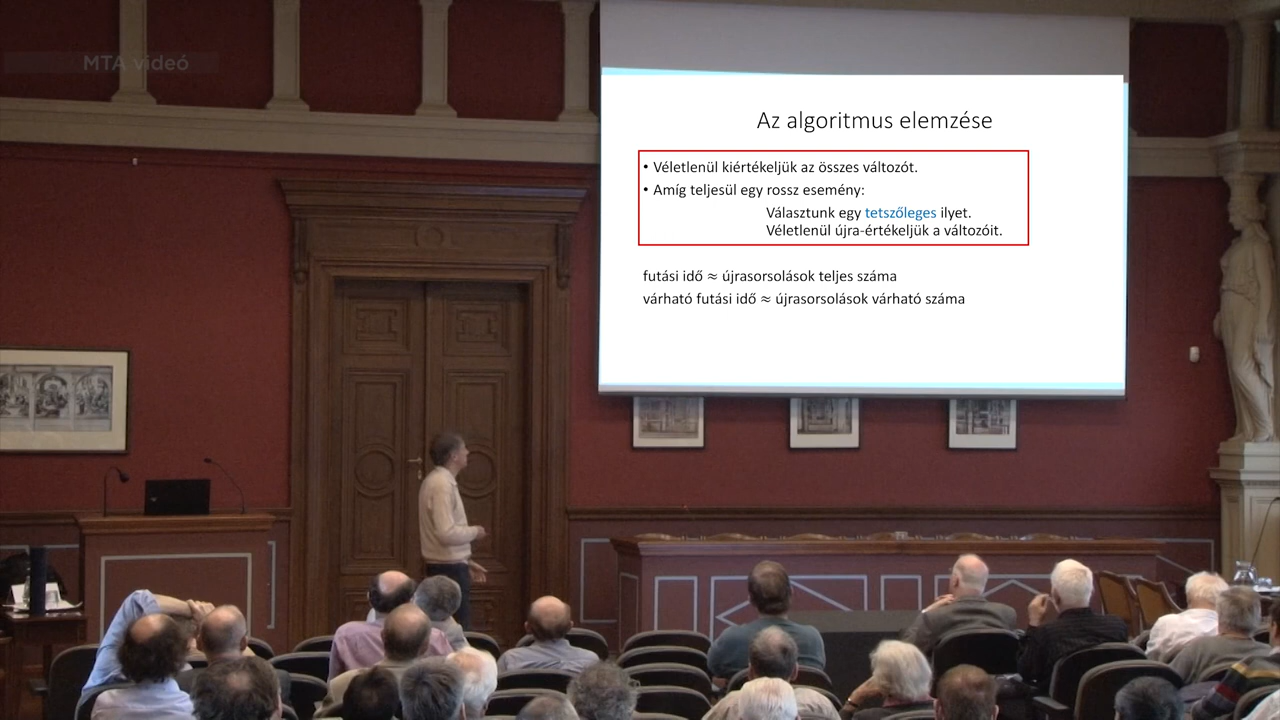 MTA videó
Az algoritmus elemzése
• Véletlenül kiértékeljük az összes változót.
• Amíg teljesül egy rossz esemény:
Választunk egy tetszőleges ilyet.
Véletlenül újra-értékeljük a változóit.
futási idő ≈ újrasorsolások teljes száma
várható futási idő ≈ újrasorsolások várható száma